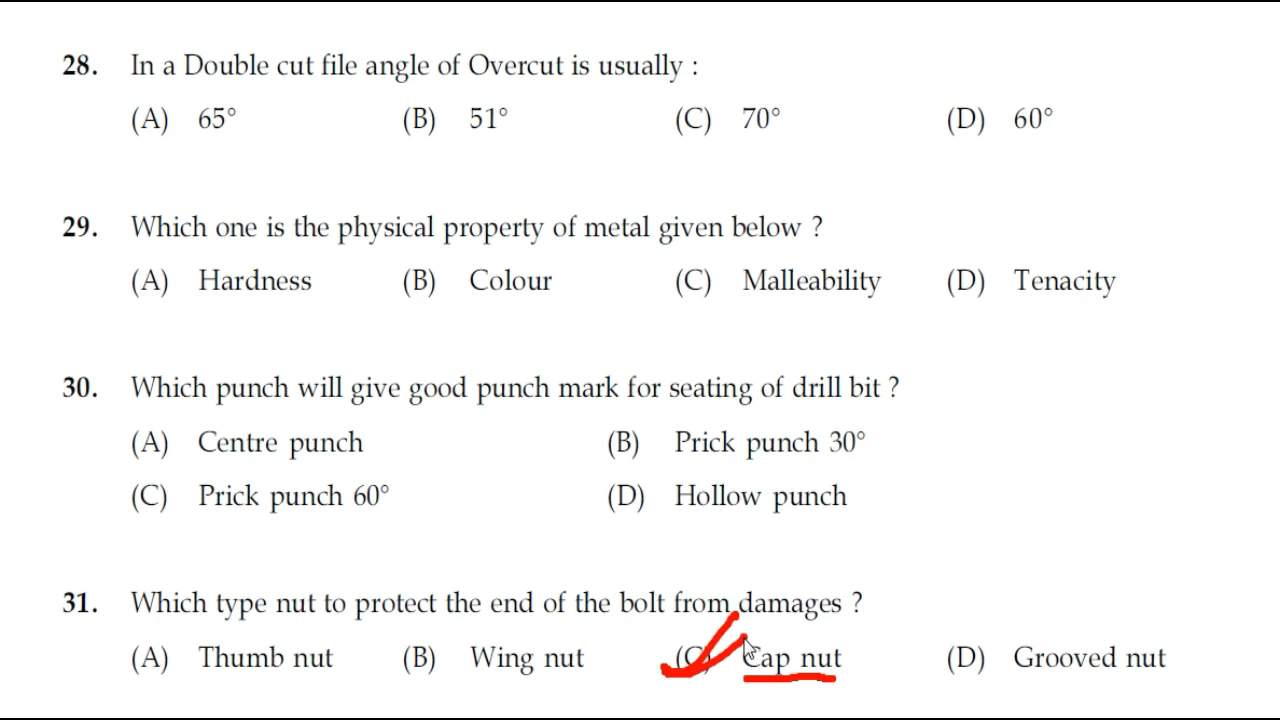 28. In a Double cut file angle of Overcut is usually :
(A) 65° (B) 51° (C) 70° (D) 60°
29. Which one is the physical property of metal given below ?
(A) Hardness (B) Colour (C) Malleability (D) Tenacity
30. Which punch will give good punch mark for seating of drill bit ?
(A) Centre punch (B) Prick punch 30°
(C) Prick punch 60° (D) Hollow punch
31. Which type nut to protect the end of the bolt from damages ?
(A) Thumb nut (B) Wing nut (C) Cap nut (D) Grooved nut